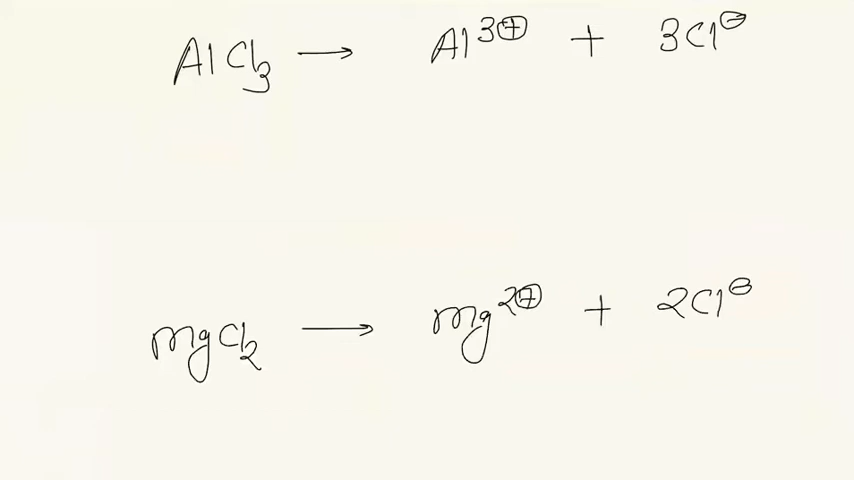 AlCl₃ → Al³⊕ + 3Cl⊖
MgCl₂ → Mg²⊕ + 2Cl⊖